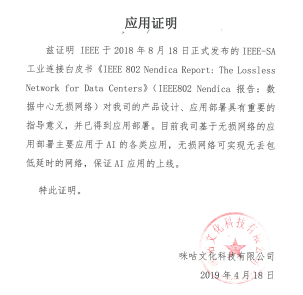 应用证明
兹证明 IEEE 于 2018 年 8 月 18 日正式发布的 IEEE-SA
工业连接白皮书《IEEE 802 Nendica Report: The Lossless
Network for Data Centers》（IEEE802 Nendica 报告：数
据中心无损网络）对我司的产品设计、应用部署具有重要的
指导意义，并已得到应用部署。目前我司基于无损网络的应
用部署主要应用于 AI 的各类应用，无损网络可实现无丢包
低延时的网络，保证 AI 应用的上线。
特此证明。
咪咕文化科技有限公司
2019 年 4 月 18 日